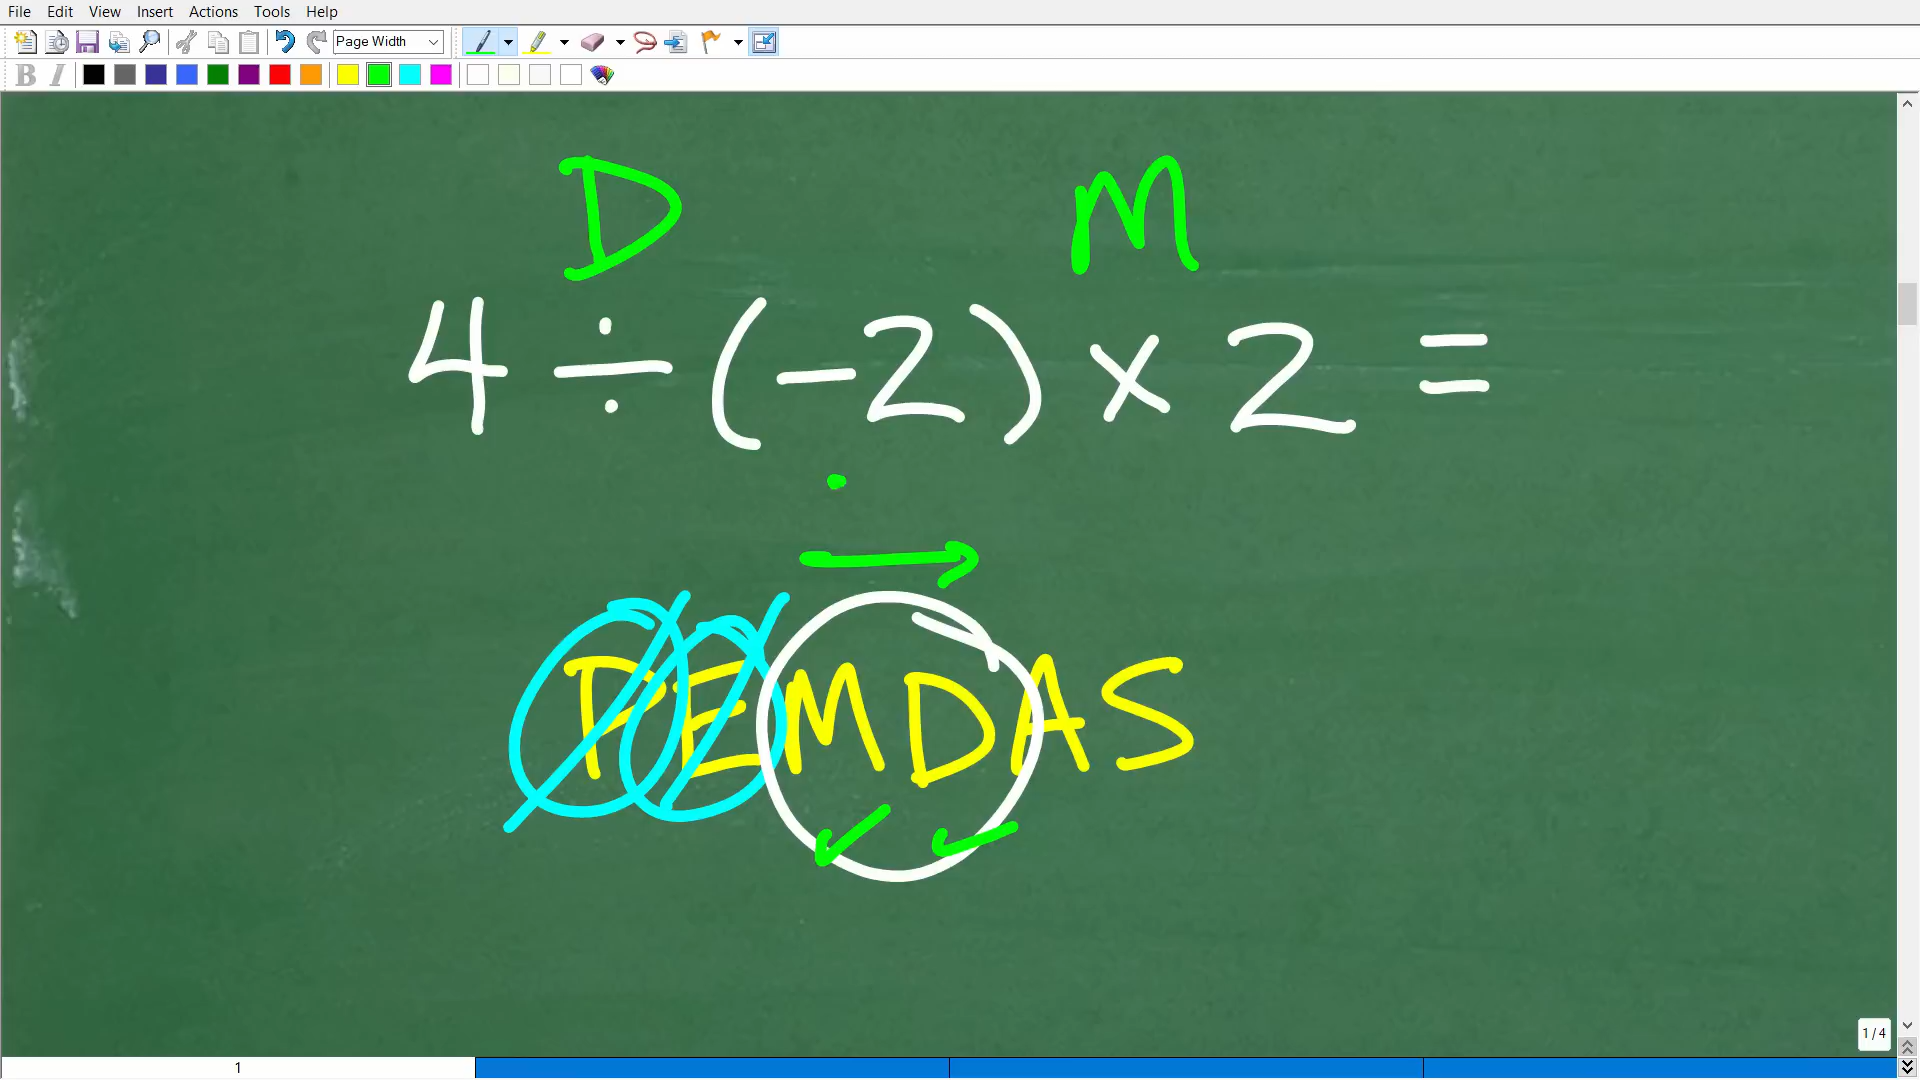 File Edit View Insert Actions Tools Help
Page Width
B I
D M
4 ÷ (-2) × 2 =
PEMDAS
1 / 4
1